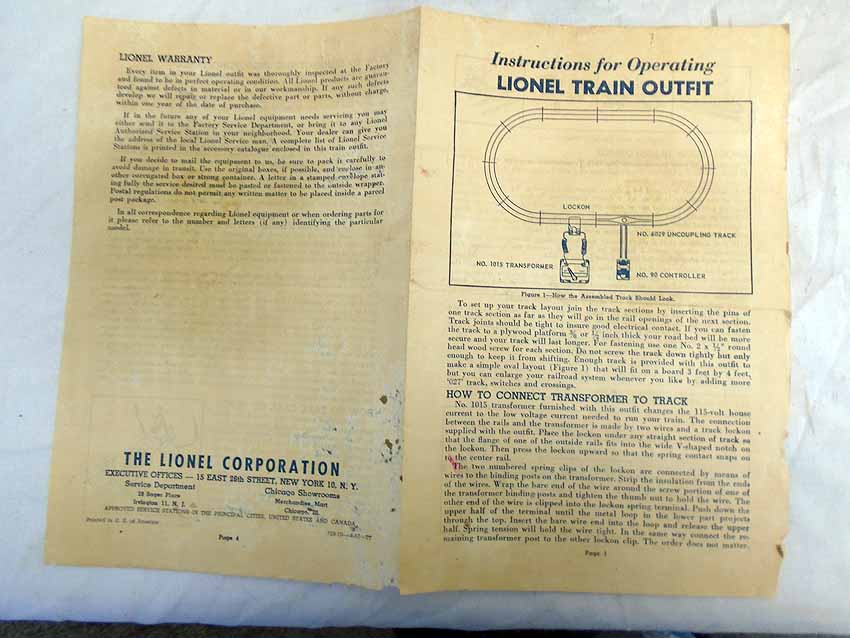 LIONEL WARRANTY
Every item in your Lionel outfit was thoroughly inspected at the Factory
and found to be in perfect operating condition. All Lionel products are guaran-
teed against defects in material or in our workmanship. If any such defects
develop we will repair or replace the defective part or parts, without charge,
within one year of the date of purchase.
If in the future any of your Lionel equipment needs servicing you may
either send it to the Factory Service Department, or bring it to any Lionel
Authorized Service Station in your neighborhood. Your dealer can give you
the address of the local Lionel Service man. A complete list of Lionel Service
Stations is printed in the accessory catalogue enclosed in this train outfit.
If you decide to mail the equipment to us, be sure to pack it carefully to
avoid damage in transit. Use the original boxes, if possible, and enclose in an-
other corrugated box or strong container. A letter in a stamped envelope stat-
ing fully the service desired must be pasted or fastened to the outside wrapper.
Postal regulations do not permit any written matter to be placed inside a parcel
post package.
In all correspondence regarding Lionel equipment or when ordering parts for
it please refer to the number and letters (if any) identifying the particular
model.
THE LIONEL CORPORATION
EXECUTIVE OFFICES — 15 EAST 26th STREET, NEW YORK 10, N. Y.
Service Department
28 Sager Place
Irvington 11, N. J.
Chicago Showrooms
Merchandise Mart
Chicago
APPROVED SERVICE STATIONS IN THE PRINCIPAL CITIES, UNITED STATES AND CANADA
Printed in U. S. of America
Page 4
Instructions for Operating
LIONEL TRAIN OUTFIT
LOCKON
NO. 6029 UNCOUPLING TRACK
NO. 1015 TRANSFORMER
NO. 90 CONTROLLER
Figure 1—How the Assembled Track Should Look.
To set up your track layout join the track sections by inserting the pins of
one track section as far as they will go in the rail openings of the next section.
Track joints should be tight to insure good electrical contact. If you can fasten
the track to a plywood platform ⅜ or ½ inch thick your road bed will be more
secure and your track will last longer. For fastening use one No. 2 x ½" round
head wood screw for each section. Do not screw the track down tightly but only
enough to keep it from shifting. Enough track is provided with this outfit to
make a simple oval layout (Figure 1) that will fit on a board 3 feet by 4 feet,
but you can enlarge your railroad system whenever you like by adding more
"027" track, switches and crossings.
HOW TO CONNECT TRANSFORMER TO TRACK
No. 1015 transformer furnished with this outfit changes the 115-volt house
current to the low voltage current needed to run your train. The connection
between the rails and the transformer is made by two wires and a track lockon
supplied with the outfit. Place the lockon under any straight section of track so
that the flange of one of the outside rails fits into the wide V-shaped notch on
the lockon. Then press the lockon upward so that the spring contact snaps on
to the center rail.
The two numbered spring clips of the lockon are connected by means of
wires to the binding posts on the transformer. Strip the insulation from the ends
of the wires. Wrap the bare end of the wire around the screw portion of one of
the transformer binding posts and tighten the thumb nut to hold the wire. The
other end of the wire is clipped into the lockon spring terminal. Push down the
upper half of the terminal until the metal loop in the lower part projects
through the top. Insert the bare wire end into the loop and release the upper
half. Spring tension will hold the wire tight. In the same way connect the re-
maining transformer post to the other lockon clip. The order does not matter.
Page 1